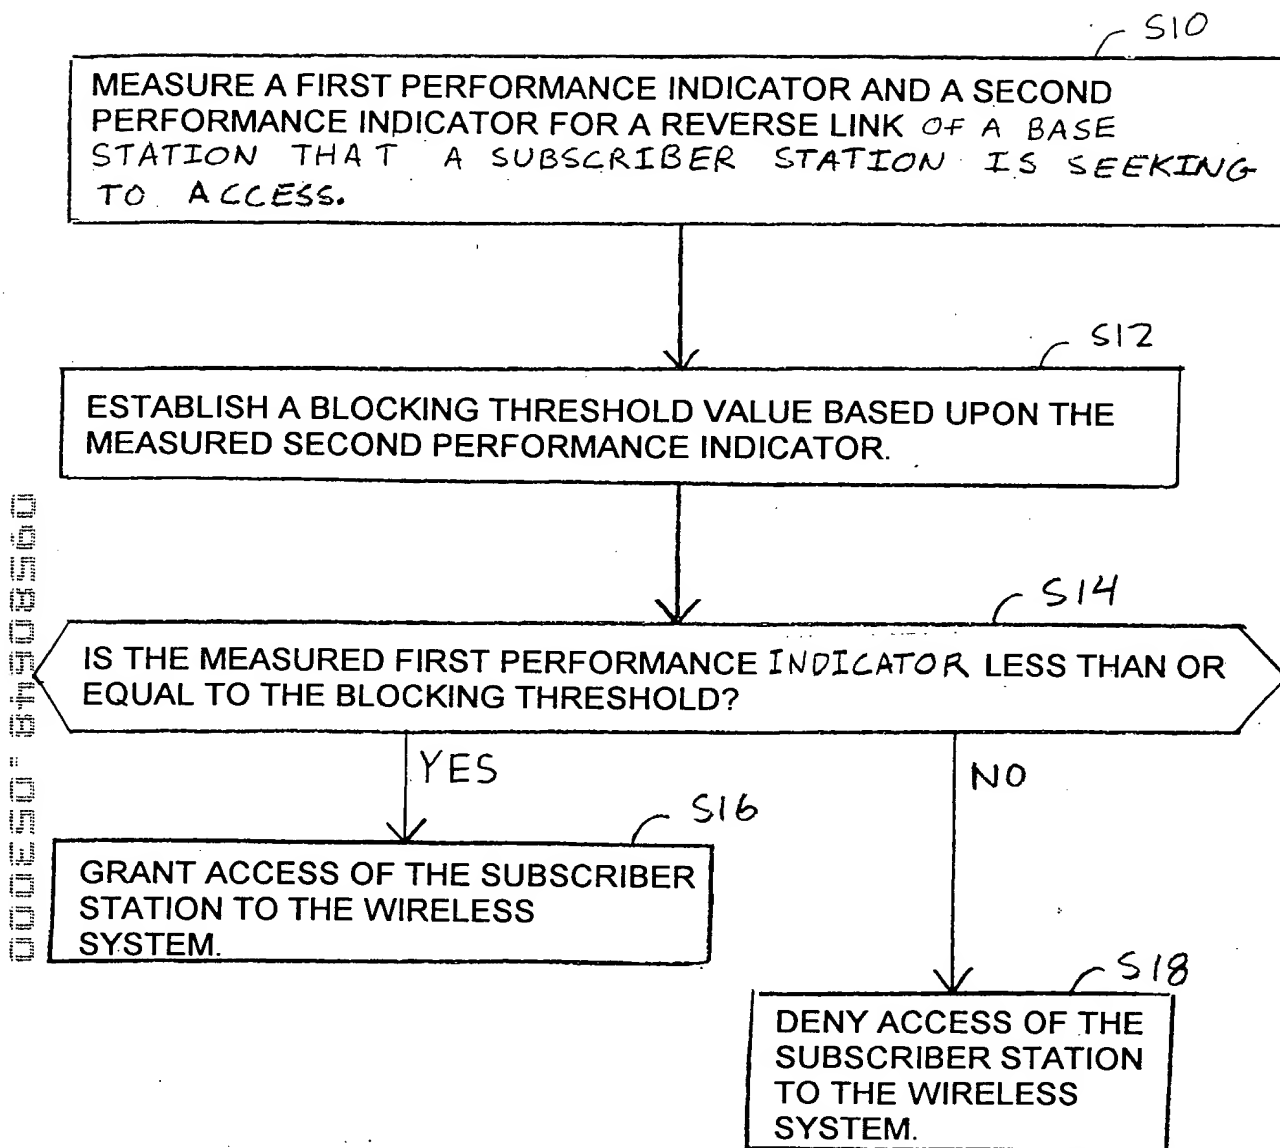 S10
MEASURE A FIRST PERFORMANCE INDICATOR AND A SECOND
PERFORMANCE INDICATOR FOR A REVERSE LINK OF A BASE
STATION THAT A SUBSCRIBER STATION IS SEEKING
TO ACCESS.
S12
ESTABLISH A BLOCKING THRESHOLD VALUE BASED UPON THE
MEASURED SECOND PERFORMANCE INDICATOR.
S14
IS THE MEASURED FIRST PERFORMANCE INDICATOR LESS THAN OR
EQUAL TO THE BLOCKING THRESHOLD?
YES
NO
S16
GRANT ACCESS OF THE SUBSCRIBER
STATION TO THE WIRELESS
SYSTEM.
S18
DENY ACCESS OF THE
SUBSCRIBER STATION
TO THE WIRELESS
SYSTEM.